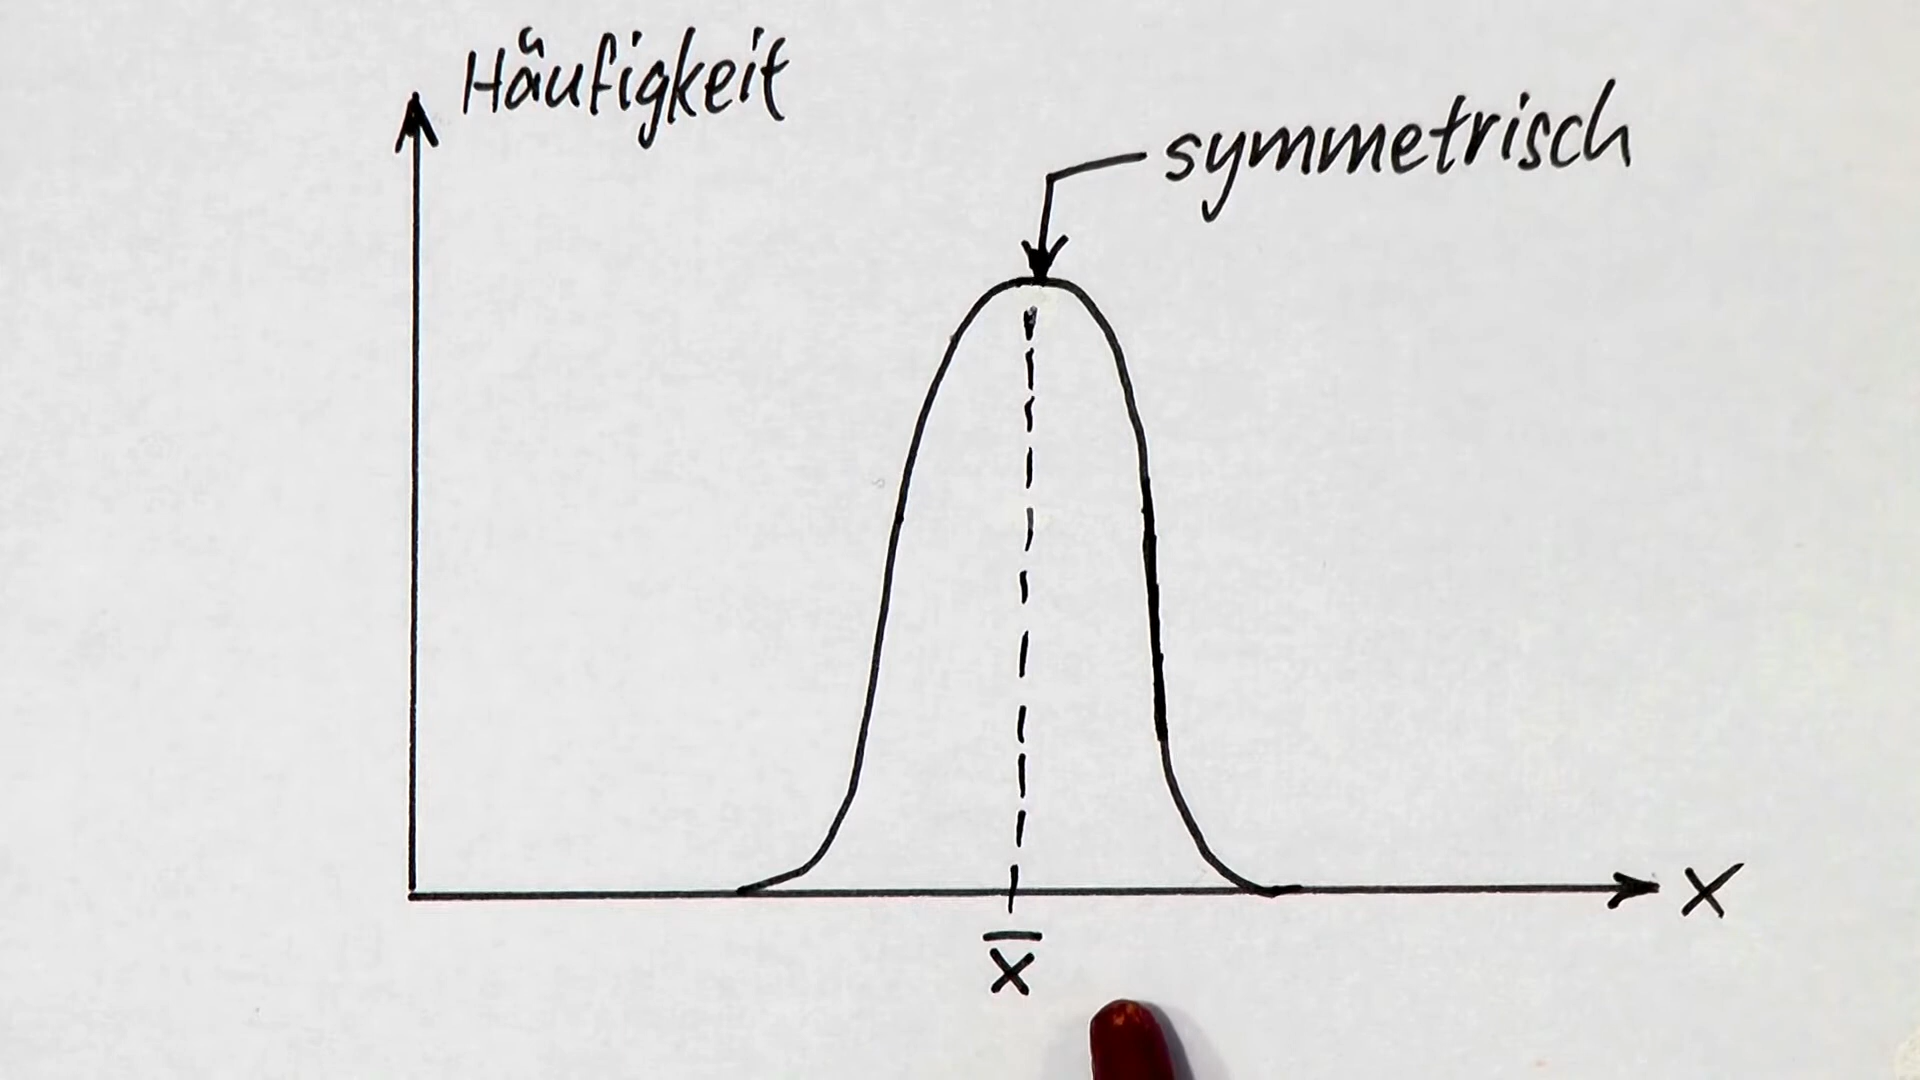 Häufigkeit
symmetrisch
x
x̄